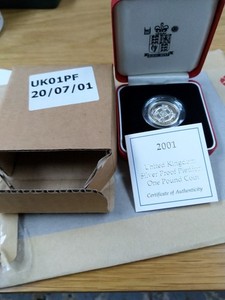 UK01PF
20/07/01
2001
United Kingdom
Silver Proof Piedfort
One Pound Coin
Certificate of Authenticity